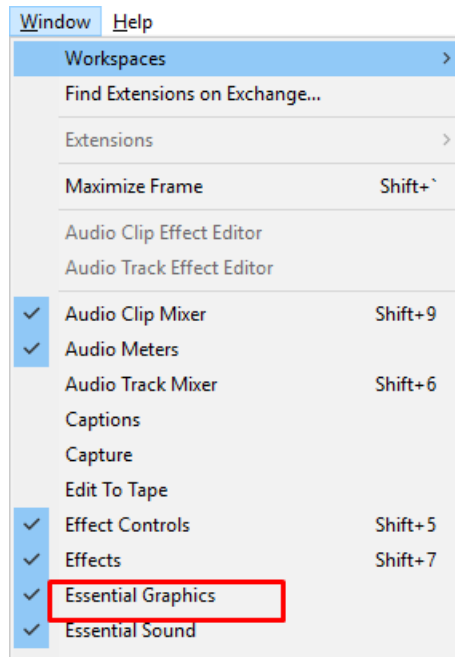 Window Help
Workspaces >
Find Extensions on Exchange...
Extensions >
Maximize Frame Shift+`
Audio Clip Effect Editor
Audio Track Effect Editor
Audio Clip Mixer Shift+9
Audio Meters
Audio Track Mixer Shift+6
Captions
Capture
Edit To Tape
Effect Controls Shift+5
Effects Shift+7
Essential Graphics
Essential Sound